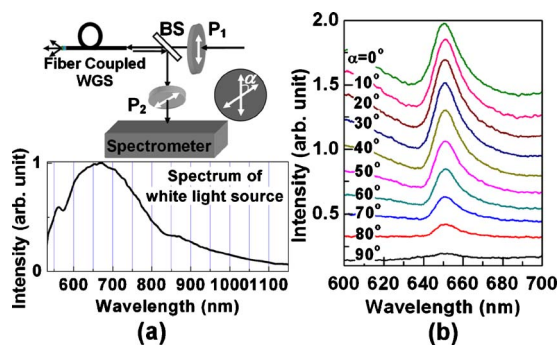 BS
P1
Fiber Coupled
WGS
α
P2
Spectrometer
Intensity (arb. unit)
1
0
Spectrum of
white light source
600 700 800 900 1000 1100
Wavelength (nm)
(a)
Intensity (arb. unit)
2.0
1.5
1.0
0.5
α=0°
10°
20°
30°
40°
50°
60°
70°
80°
90°
600 620 640 660 680 700
Wavelength (nm)
(b)